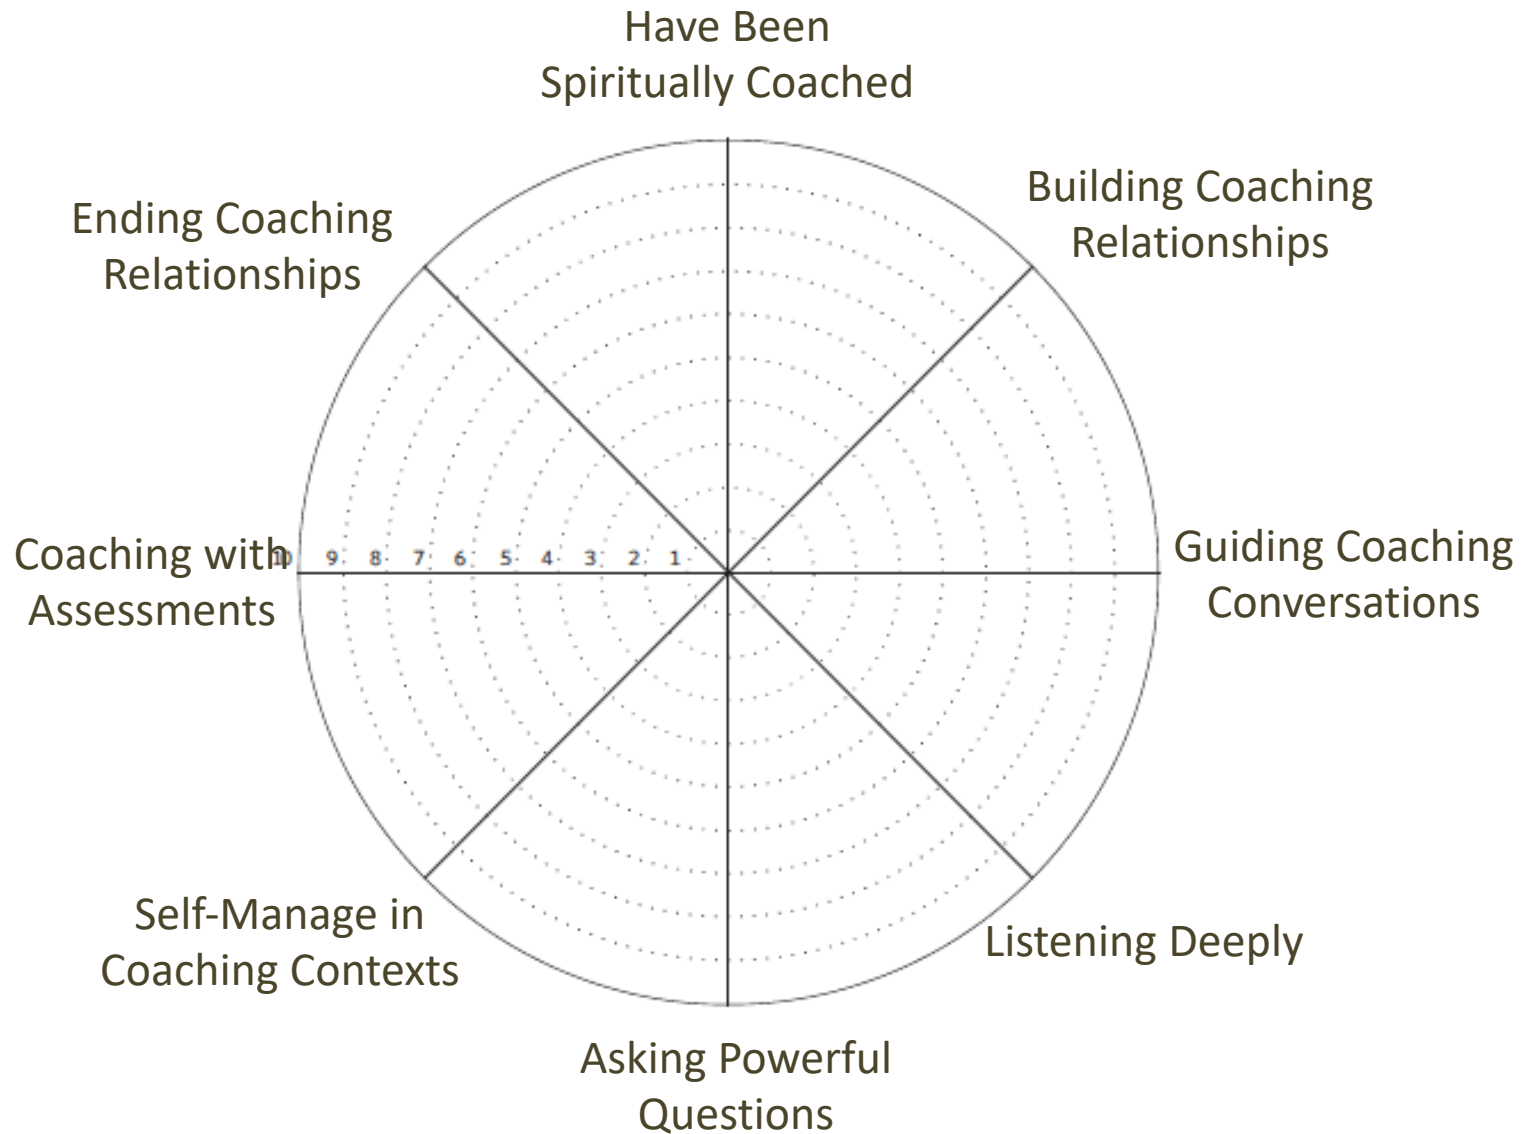 Have Been
Spiritually Coached
Building Coaching
Relationships
Ending Coaching
Relationships
Guiding Coaching
Conversations
Coaching with
Assessments
10 9 8 7 6 5 4 3 2 1
Self-Manage in
Coaching Contexts
Listening Deeply
Asking Powerful
Questions